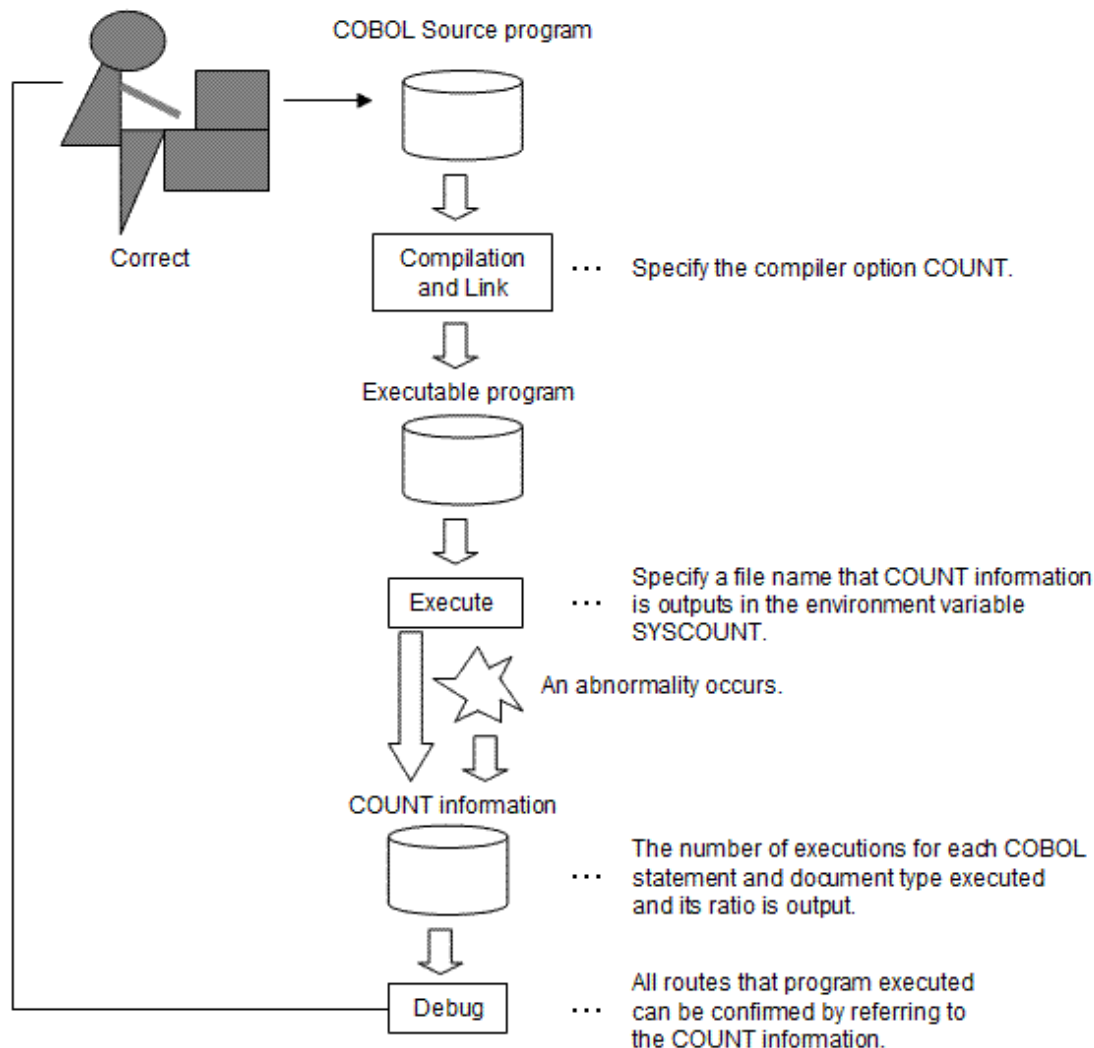 COBOL Source program
Correct
Compilation
and Link
... Specify the compiler option COUNT.
Executable program
Execute
... Specify a file name that COUNT information
is outputs in the environment variable
SYSCOUNT.
An abnormality occurs.
COUNT information
... The number of executions for each COBOL
statement and document type executed
and its ratio is output.
Debug
... All routes that program executed
can be confirmed by referring to
the COUNT information.